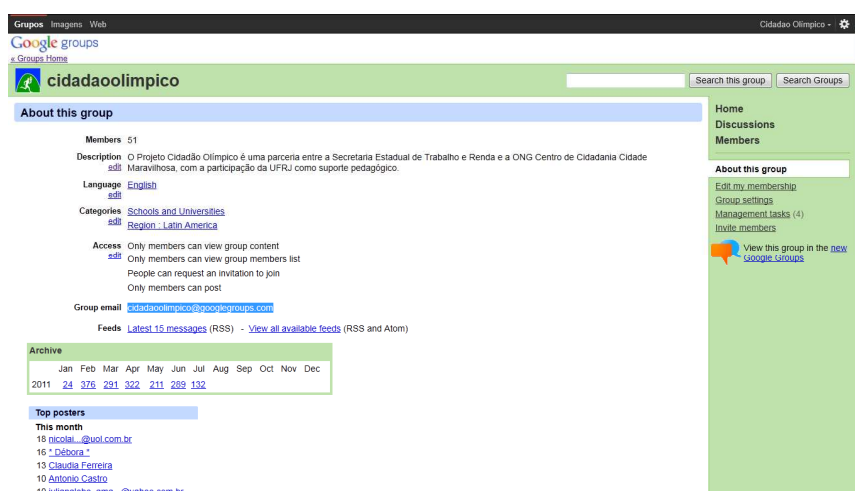 Grupos Imagens Web
Cidadao Olímpico
Google groups
« Groups Home
cidadaoolimpico
Search this group Search Groups
About this group
Members 51
Description O Projeto Cidadão Olímpico é uma parceria entre a Secretaria Estadual de Trabalho e Renda e a ONG Centro de Cidadania Cidade
edit Maravilhosa, com a participação da UFRJ como suporte pedagógico.
Language English
edit
Categories Schools and Universities
edit Region : Latin America
Access Only members can view group content
edit Only members can view group members list
People can request an invitation to join
Only members can post
Group email cidadaoolimpico@googlegroups.com
Feeds Latest 15 messages (RSS) - View all available feeds (RSS and Atom)
Archive
Jan Feb Mar Apr May Jun Jul Aug Sep Oct Nov Dec
2011 24 376 291 322 211 289 132
Top posters
This month
18 nicolai...@uol.com.br
16 * Débora *
13 Claudia Ferreira
10 Antonio Castro
Home
Discussions
Members
About this group
Edit my membership
Group settings
Management tasks (4)
Invite members
View this group in the new
Google Groups